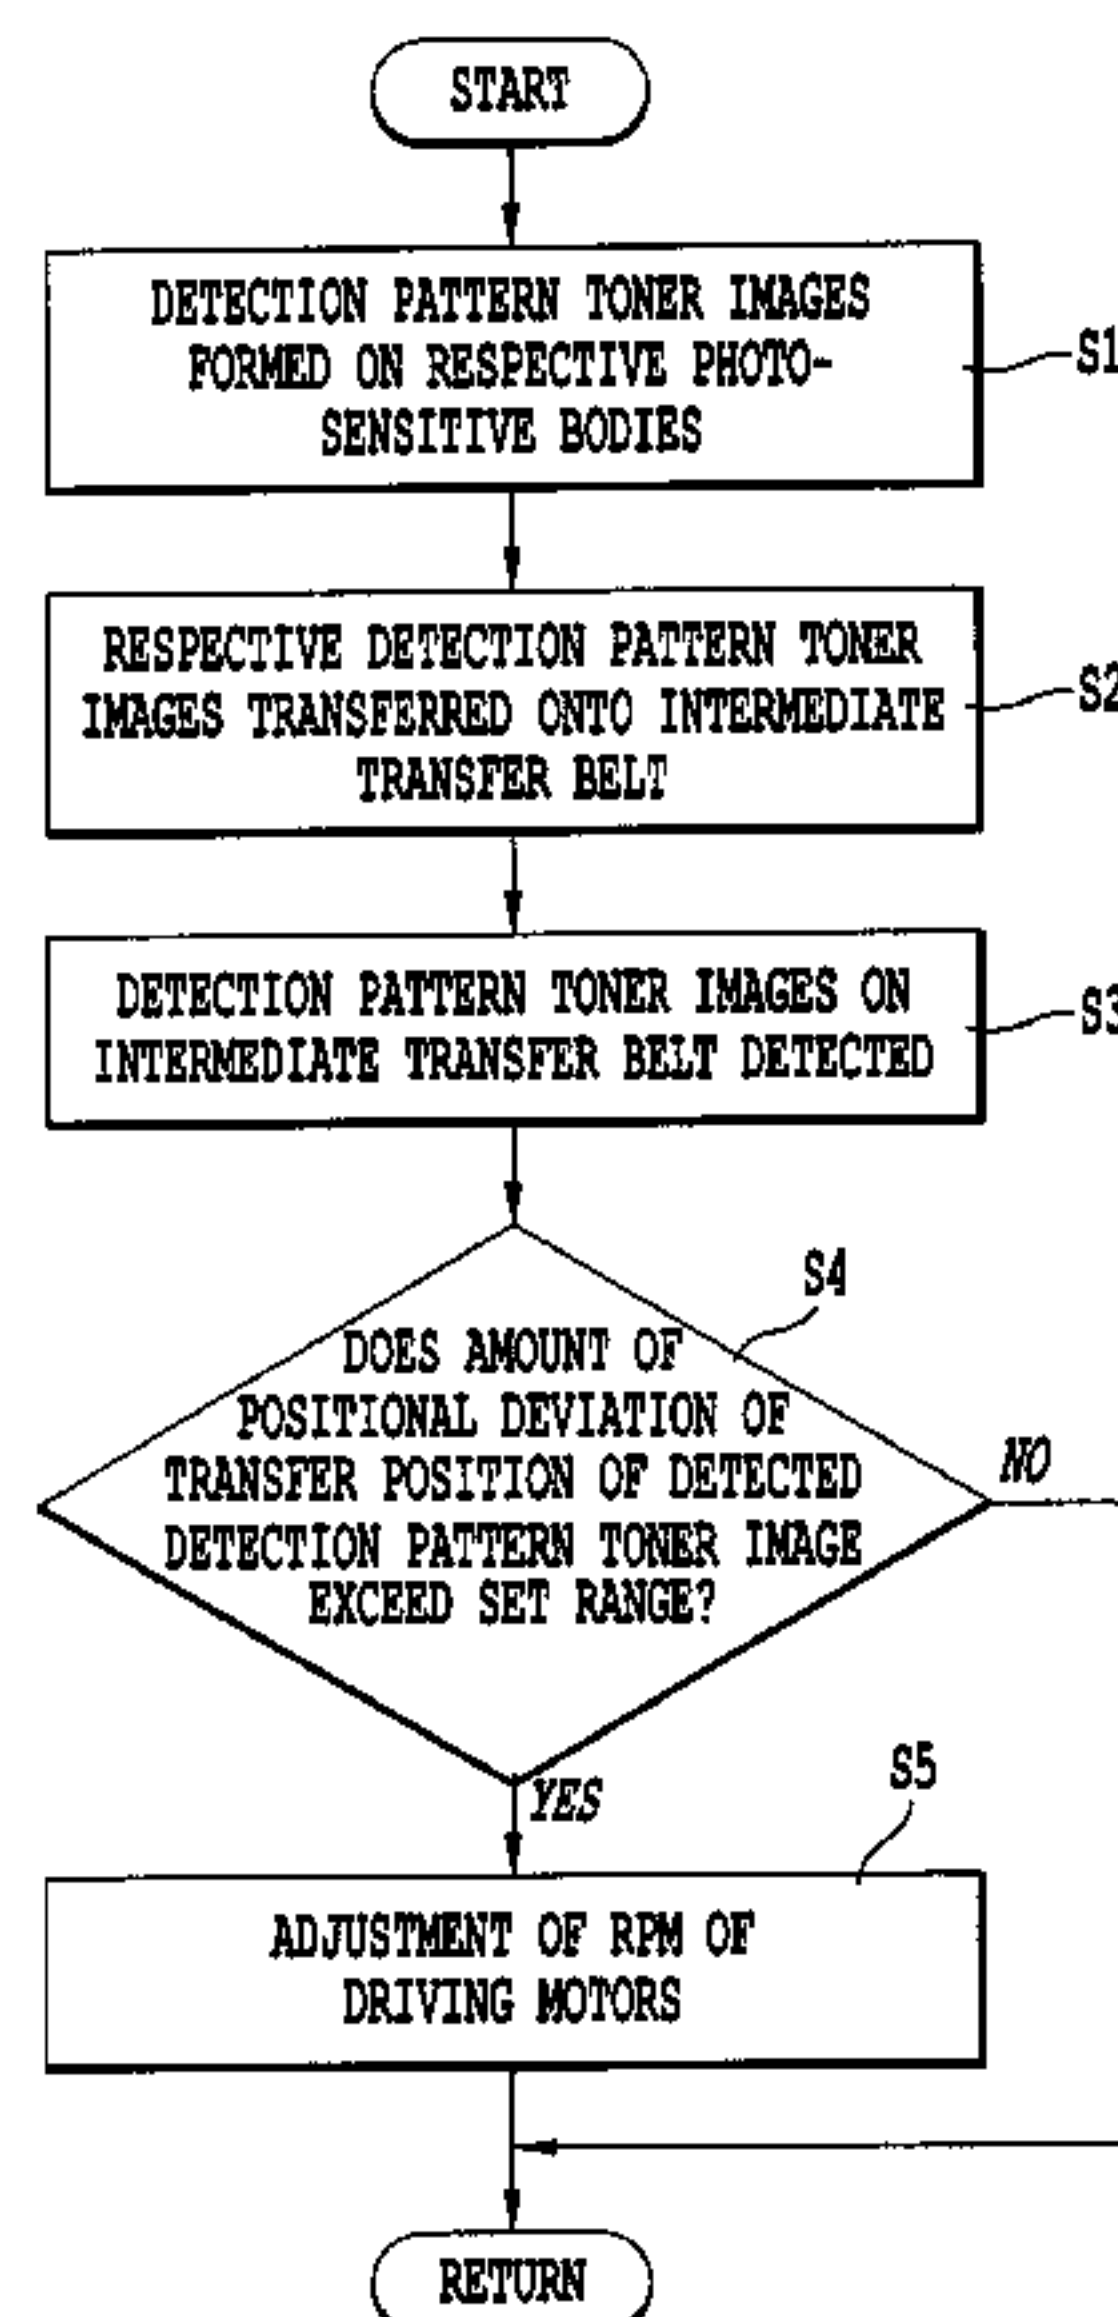 START
DETECTION PATTERN TONER IMAGES
FORMED ON RESPECTIVE PHOTO-
SENSITIVE BODIES
S1
RESPECTIVE DETECTION PATTERN TONER
IMAGES TRANSFERRED ONTO INTERMEDIATE
TRANSFER BELT
S2
DETECTION PATTERN TONER IMAGES ON
INTERMEDIATE TRANSFER BELT DETECTED
S3
S4
DOES AMOUNT OF
POSITIONAL DEVIATION OF
TRANSFER POSITION OF DETECTED
DETECTION PATTERN TONER IMAGE
EXCEED SET RANGE?
NO
YES
S5
ADJUSTMENT OF RPM OF
DRIVING MOTORS
RETURN